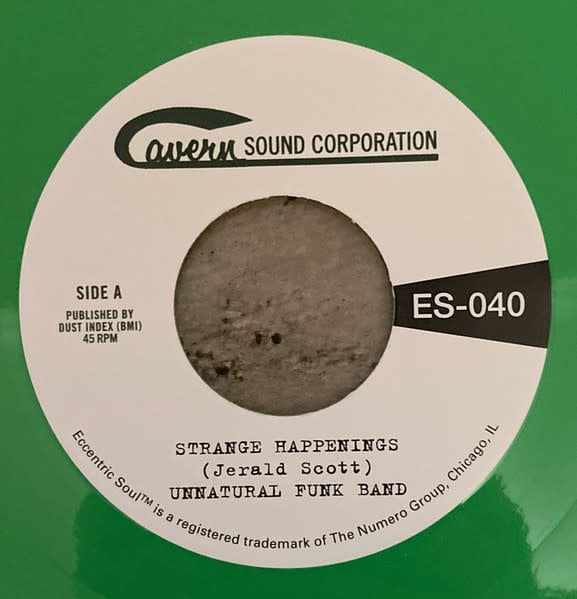 Cavern SOUND CORPORATION
SIDE A
PUBLISHED BY
DUST INDEX (BMI)
45 RPM
ES-040
STRANGE HAPPENINGS
(Jerald Scott)
UNNATURAL FUNK BAND
Eccentric Soul™ is a registered trademark of The Numero Group, Chicago, IL